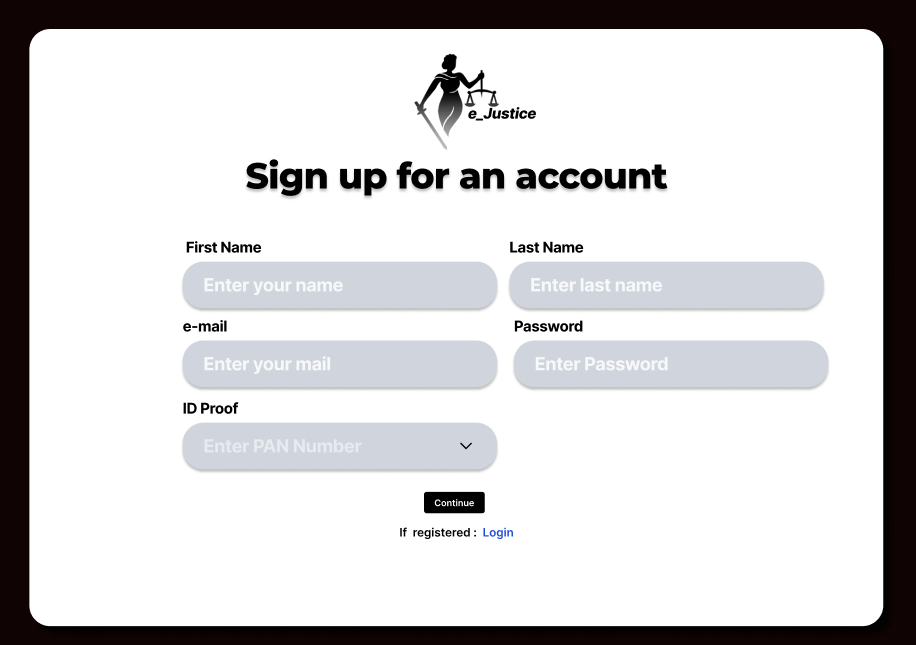 e_Justice
Sign up for an account
First Name
Last Name
Enter your name
Enter last name
e-mail
Password
Enter your mail
Enter Password
ID Proof
Enter PAN Number
Continue
If registered : Login